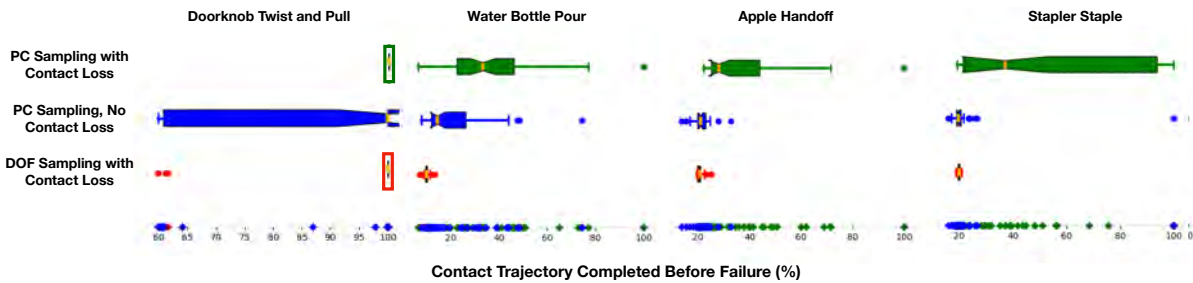 Doorknob Twist and Pull
Water Bottle Pour
Apple Handoff
Stapler Staple
PC Sampling with
Contact Loss
PC Sampling, No
Contact Loss
DOF Sampling with
Contact Loss
60 65 70 75 80 85 90 95 100
20 40 60 80 100
20 40 60 80 100
20 40 60 80 100
Contact Trajectory Completed Before Failure (%)